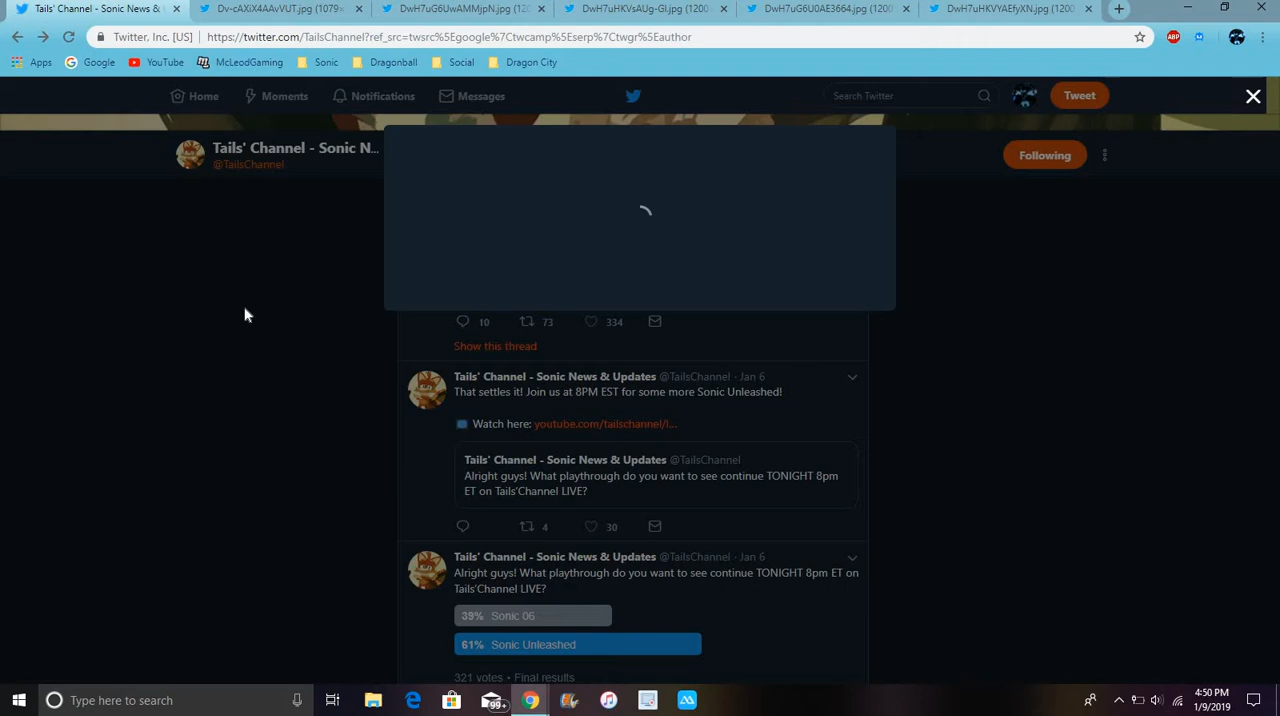 Tails' Channel - Sonic News &
Dv-cAXiX4AAvVUT.jpg (1079×
DwH7uG6UwAMMjpN.jpg (120
DwH7uHKVsAUg-GI.jpg (1200
DwH7uG6U0AE3664.jpg (1200
DwH7uHKVYAEfyXN.jpg (1200
Twitter, Inc. [US] | https://twitter.com/TailsChannel?ref_src=twsrc%5Egoogle%7Ctwcamp%5Eserp%7Ctwgr%5Eauthor
ABP
Apps Google YouTube McLeodGaming Sonic Dragonball Social Dragon City
Home Moments Notifications Messages Search Twitter Tweet
Tails' Channel - Sonic N...
@TailsChannel
Following
10 73 334
Show this thread
Tails' Channel - Sonic News & Updates @TailsChannel · Jan 6
That settles it! Join us at 8PM EST for some more Sonic Unleashed!
Watch here: youtube.com/tailschannel/l...
Tails' Channel - Sonic News & Updates @TailsChannel
Alright guys! What playthrough do you want to see continue TONIGHT 8pm
ET on Tails'Channel LIVE?
4 30
Tails' Channel - Sonic News & Updates @TailsChannel · Jan 6
Alright guys! What playthrough do you want to see continue TONIGHT 8pm ET on
Tails'Channel LIVE?
39% Sonic 06
61% Sonic Unleashed
321 votes • Final results
Type here to search
99+
4:50 PM
1/9/2019